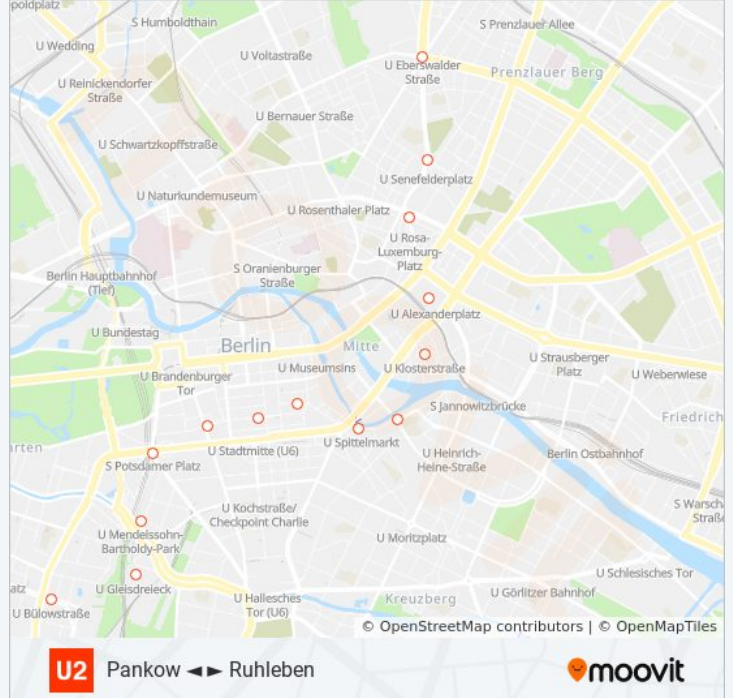 poldplatz
S Humboldthain
S Prenzlauer Allee
U Wedding
U Voltastraße
U Eberswalder
Straße
Prenzlauer Berg
U Reinickendorfer
Straße
U Bernauer Straße
U Schwartzkopffstraße
U Senefelderplatz
U Naturkundemuseum
U Rosenthaler Platz
U Rosa-
Luxemburg-
Platz
S Oranienburger
Straße
Berlin Hauptbahnhof
(Tief)
U Alexanderplatz
U Bundestag
Berlin
Mitte
U Strausberger
Platz
U Museumsins
U Klosterstraße
U Weberwiese
U Brandenburger
Tor
S Jannowitzbrücke
Friedrich
U Spittelmarkt
rten
U Stadtmitte (U6)
U Heinrich-
Heine-Straße
Berlin Ostbahnhof
S Potsdamer Platz
S Warsch
Straße
U Kochstraße/
Checkpoint Charlie
U Mendelssohn-
Bartholdy-Park
U Moritzplatz
U Schlesisches Tor
atz
U Gleisdreieck
U Görlitzer Bahnhof
U Hallesches
Tor (U6)
Kreuzberg
U Bülowstraße
© OpenStreetMap contributors | © OpenMapTiles
U2 Pankow ◄► Ruhleben
moovit